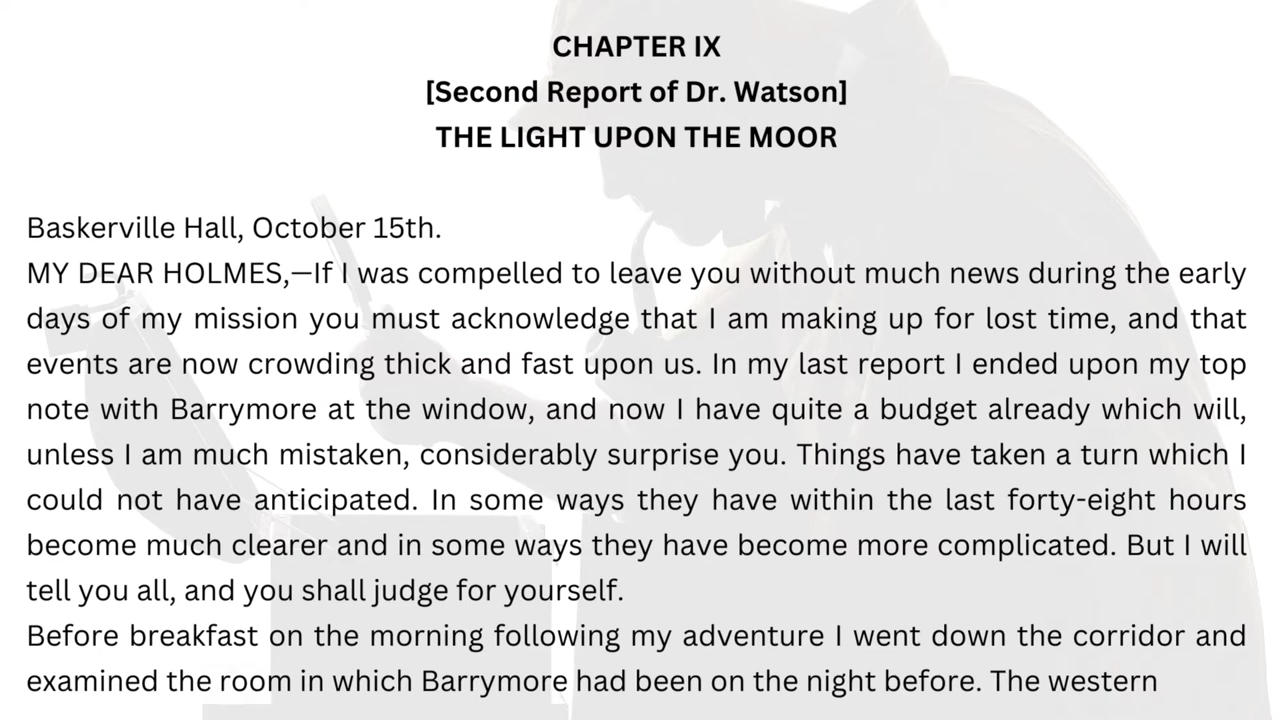 CHAPTER IX
[Second Report of Dr. Watson]
THE LIGHT UPON THE MOOR
Baskerville Hall, October 15th.
MY DEAR HOLMES,—If I was compelled to leave you without much news during the early
days of my mission you must acknowledge that I am making up for lost time, and that
events are now crowding thick and fast upon us. In my last report I ended upon my top
note with Barrymore at the window, and now I have quite a budget already which will,
unless I am much mistaken, considerably surprise you. Things have taken a turn which I
could not have anticipated. In some ways they have within the last forty-eight hours
become much clearer and in some ways they have become more complicated. But I will
tell you all, and you shall judge for yourself.
Before breakfast on the morning following my adventure I went down the corridor and
examined the room in which Barrymore had been on the night before. The western